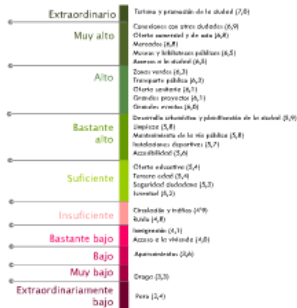 Extraordinario
Turismo y promoción de la ciudad (7,0)
Muy alto
Conexiones con otras ciudades (6,9)
Oferta comercial y de ocio (6,8)
Mercados (6,8)
Museos y bibliotecas públicas (6,5)
Accesos a la ciudad (6,5)
Alto
Zonas verdes (6,3)
Transporte público (6,2)
Oferta sanitaria (6,1)
Grandes proyectos (6,1)
Grandes eventos (6,0)
Bastante
alto
Desarrollo urbanístico y planificación de la ciudad (5,9)
Limpieza (5,8)
Mantenimiento de la vía pública (5,8)
Instalaciones deportivas (5,7)
Accesibilidad (5,6)
Suficiente
Oferta educativa (5,4)
Tercera edad (5,4)
Seguridad ciudadana (5,2)
Juventud (5,2)
Insuficiente
Circulación y tráfico (4'9)
Ruido (4,8)
Bastante bajo
Inmigración (4,1)
Acceso a la vivienda (4,0)
Bajo
Aparcamientos (3,6)
Muy bajo
Droga (3,3)
Extraordinariamente
bajo
Paro (2,4)